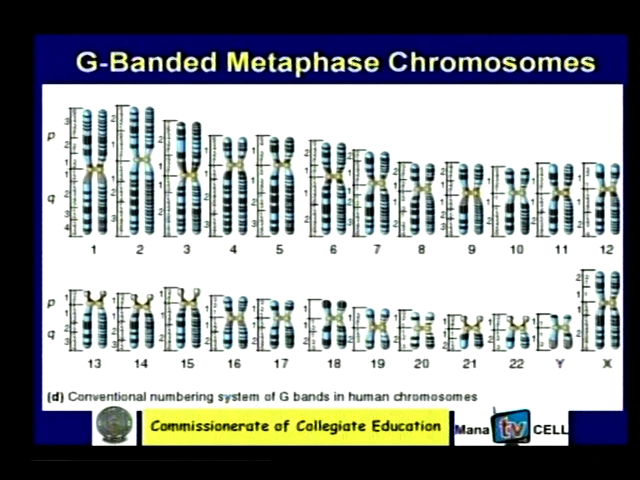 G-Banded Metaphase Chromosomes
p
q
1 2 3 4 5 6 7 8 9 10 11 12
p
q
13 14 15 16 17 18 19 20 21 22 Y X
(d) Conventional numbering system of G bands in human chromosomes
Commissionerate of Collegiate Education
Mana tv CELL